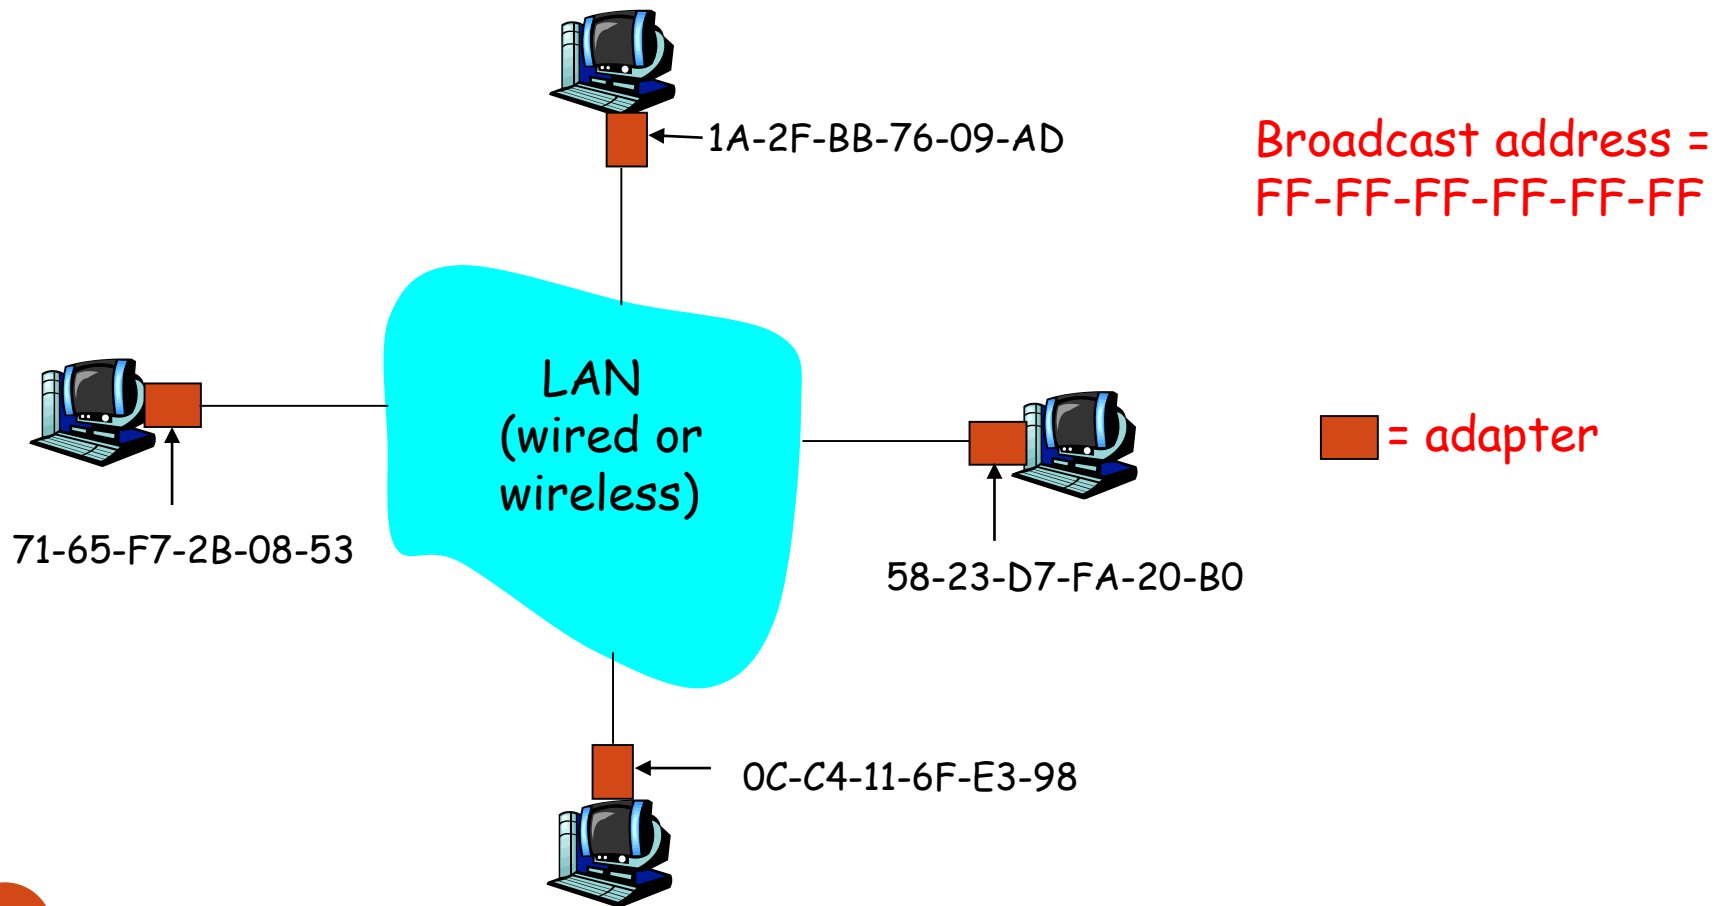 1A-2F-BB-76-09-AD
Broadcast address =
FF-FF-FF-FF-FF-FF
LAN
(wired or
wireless)
= adapter
71-65-F7-2B-08-53
58-23-D7-FA-20-B0
0C-C4-11-6F-E3-98